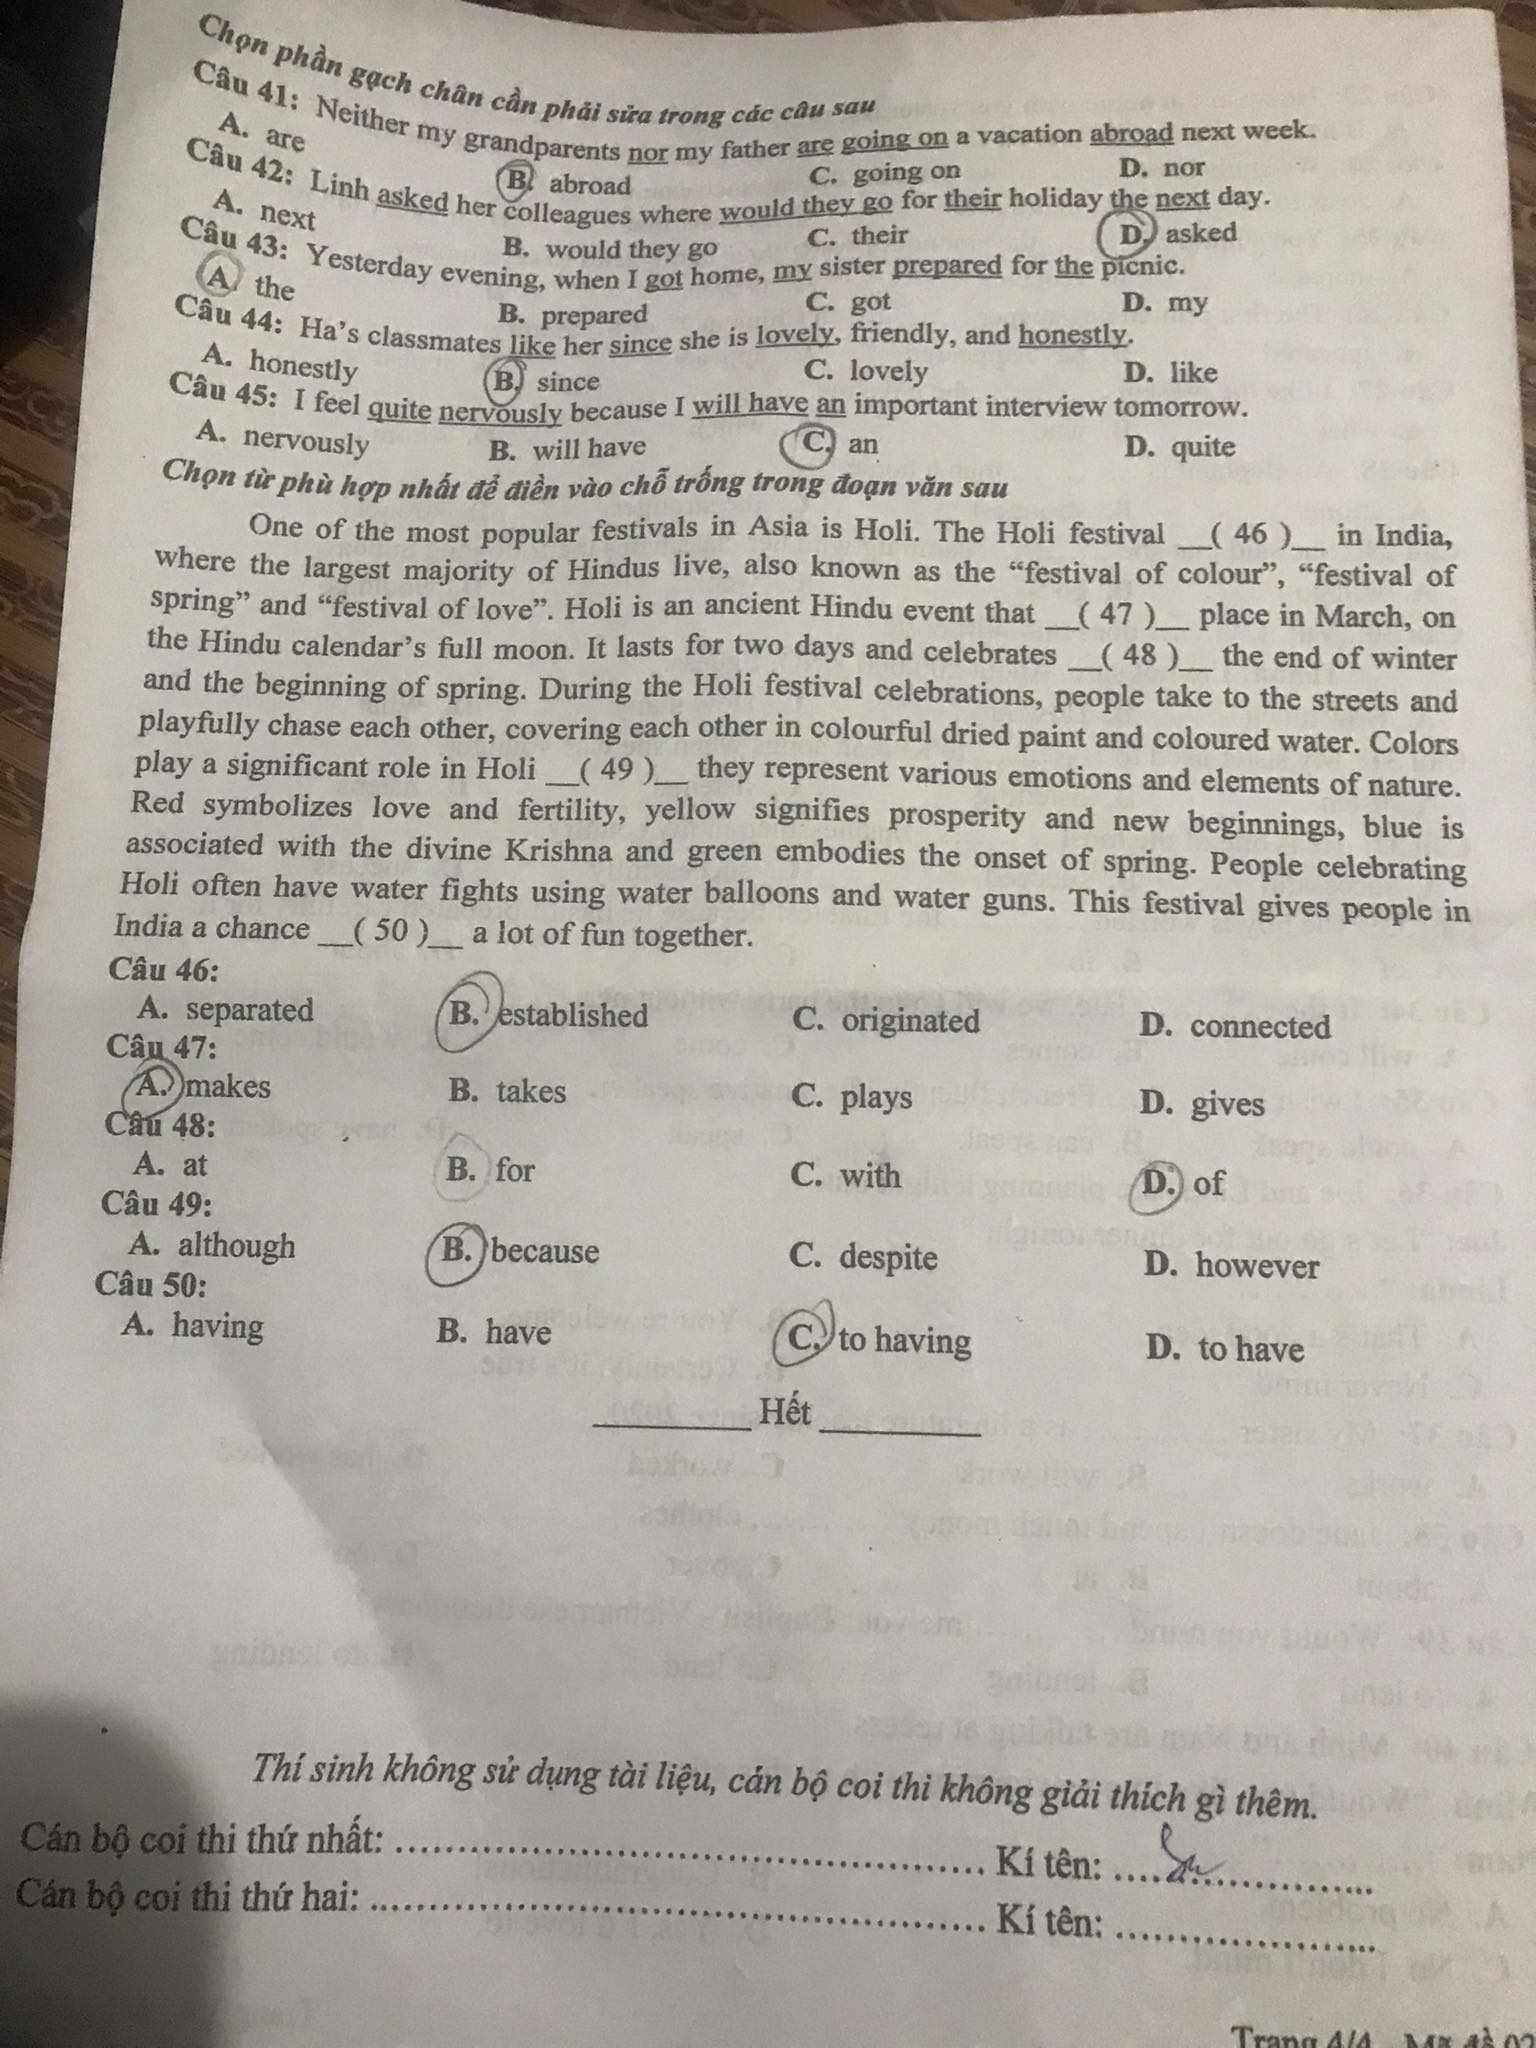 Chọn phần gạch chân cần phải sửa trong các câu sau
Câu 41: Neither my grandparents nor my father are going on a vacation abroad next week.
A. are B. abroad C. going on D. nor
Câu 42: Linh asked her colleagues where would they go for their holiday the next day.
A. next B. would they go C. their D. asked
Câu 43: Yesterday evening, when I got home, my sister prepared for the picnic.
A. the B. prepared C. got D. my
Câu 44: Ha's classmates like her since she is lovely, friendly, and honestly.
A. honestly B. since C. lovely D. like
Câu 45: I feel quite nervously because I will have an important interview tomorrow.
A. nervously B. will have C. an D. quite
Chọn từ phù hợp nhất để điền vào chỗ trống trong đoạn văn sau
One of the most popular festivals in Asia is Holi. The Holi festival __( 46 )__ in India,
where the largest majority of Hindus live, also known as the “festival of colour”, “festival of
spring” and “festival of love”. Holi is an ancient Hindu event that __( 47 )__ place in March, on
the Hindu calendar's full moon. It lasts for two days and celebrates __( 48 )__ the end of winter
and the beginning of spring. During the Holi festival celebrations, people take to the streets and
playfully chase each other, covering each other in colourful dried paint and coloured water. Colors
play a significant role in Holi __( 49 )__ they represent various emotions and elements of nature.
Red symbolizes love and fertility, yellow signifies prosperity and new beginnings, blue is
associated with the divine Krishna and green embodies the onset of spring. People celebrating
Holi often have water fights using water balloons and water guns. This festival gives people in
India a chance __( 50 )__ a lot of fun together.
Câu 46:
A. separated B. established C. originated D. connected
Câu 47:
A. makes B. takes C. plays D. gives
Câu 48:
A. at B. for C. with D. of
Câu 49:
A. although B. because C. despite D. however
Câu 50:
A. having B. have C. to having D. to have
Hết
Thí sinh không sử dụng tài liệu, cán bộ coi thi không giải thích gì thêm.
Cán bộ coi thi thứ nhất: .......................................... Kí tên: ....................
Cán bộ coi thi thứ hai: .......................................... Kí tên: ....................
Trang 4/4 Mã đề